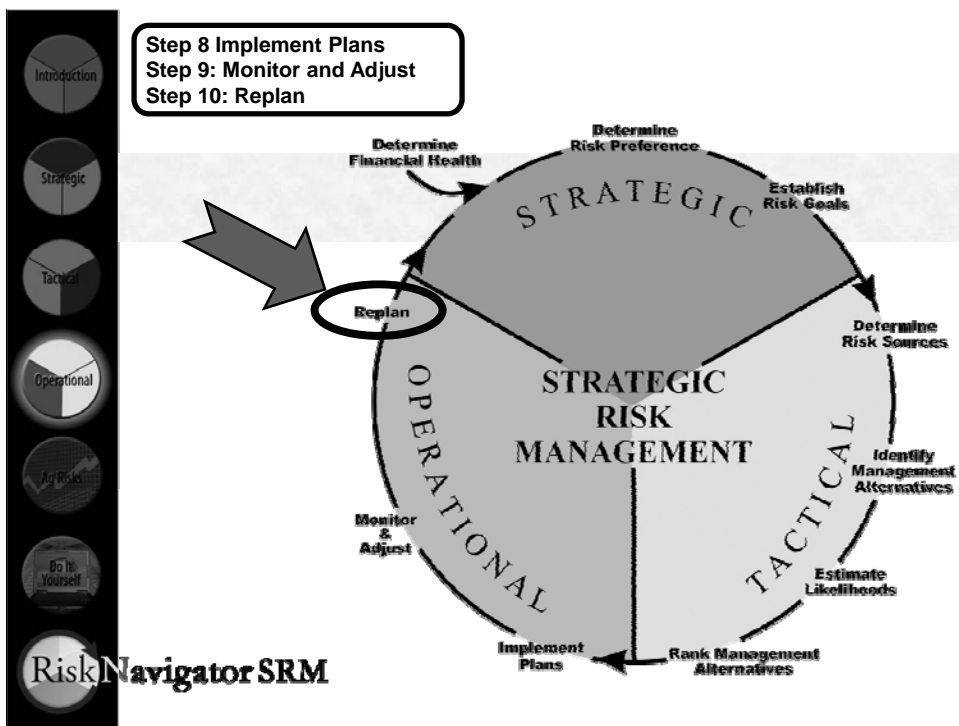 Step 8 Implement Plans
Step 9: Monitor and Adjust
Step 10: Replan
Introduction
Strategic
Tactical
Operational
Ag Risks
Do It
Yourself
Risk Navigator SRM
Determine
Financial Health
Determine
Risk Preference
Establish
Risk Goals
STRATEGIC
Replan
Determine
Risk Sources
OPERATIONAL
STRATEGIC
RISK
MANAGEMENT
TACTICAL
Identify
Management
Alternatives
Monitor
&
Adjust
Estimate
Likelihoods
Implement
Plans
Rank Management
Alternatives